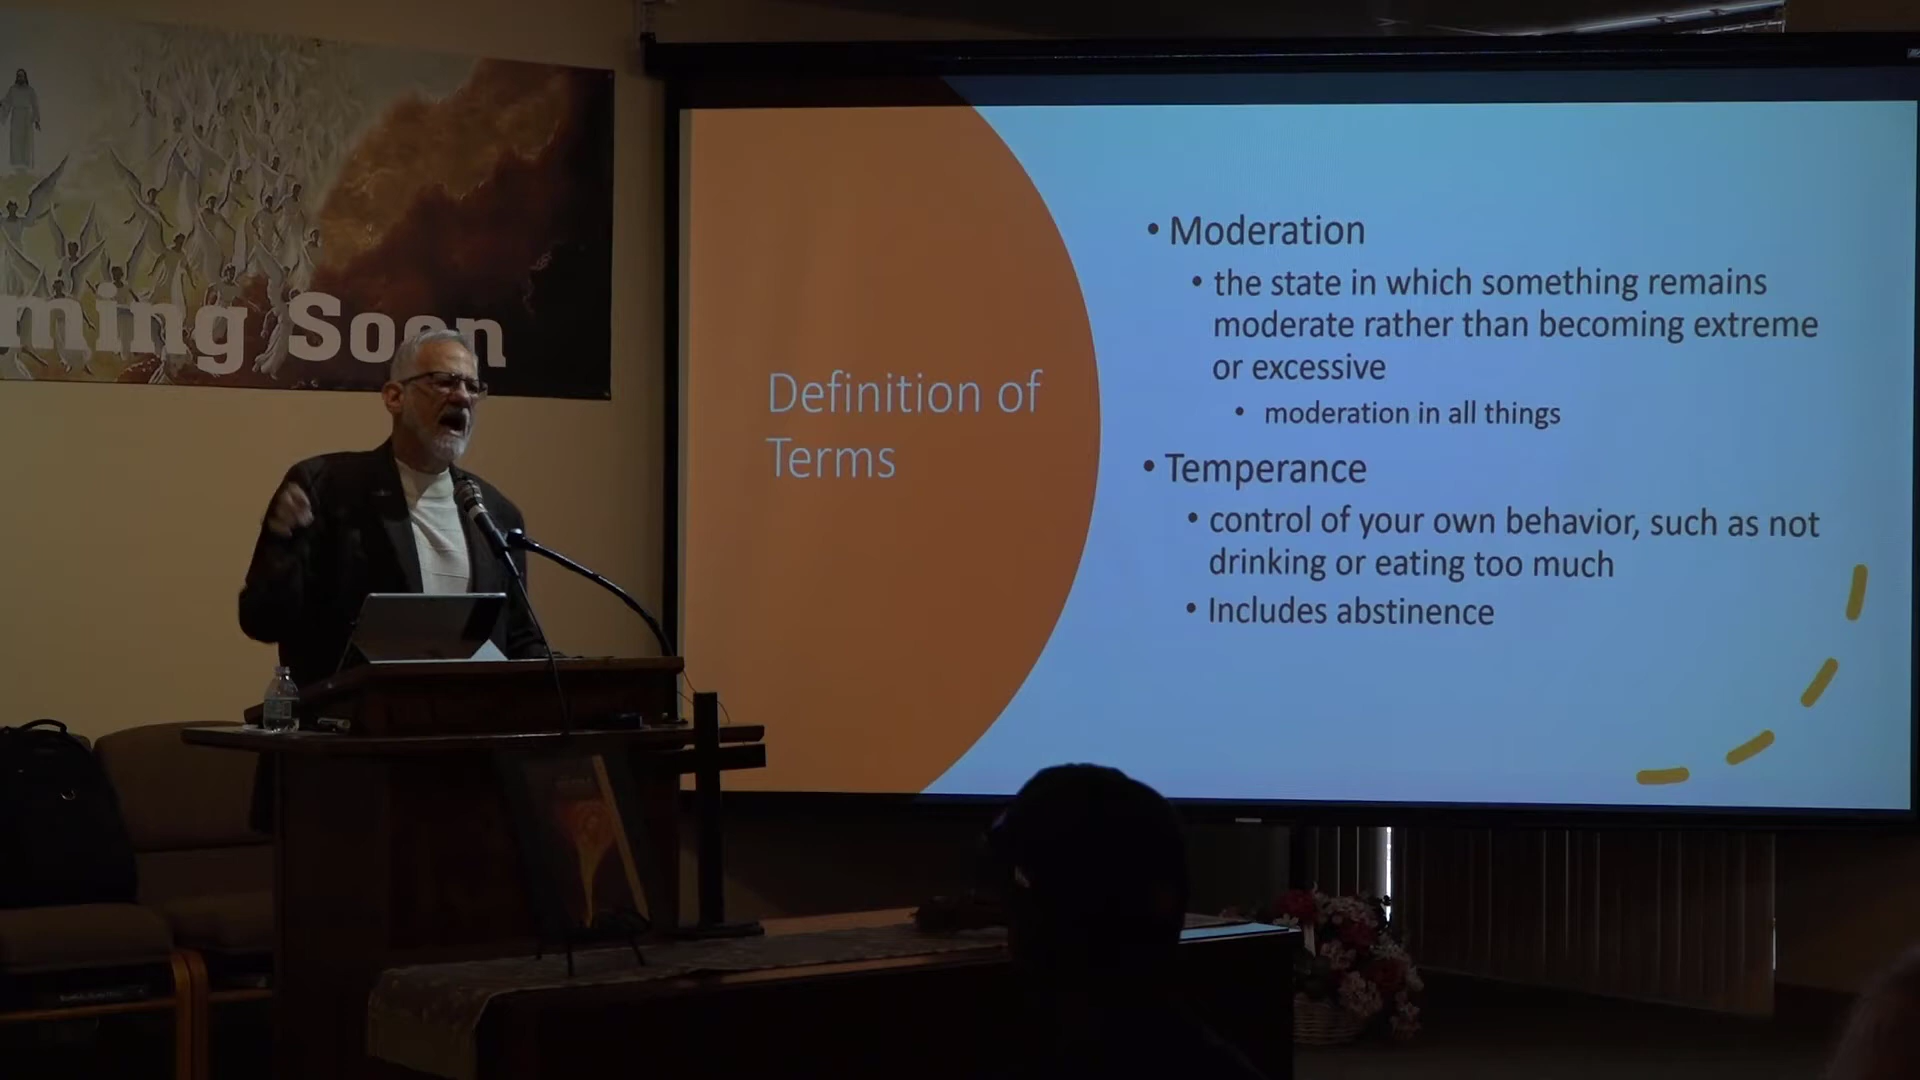 ming Soon
Definition of
Terms
• Moderation
• the state in which something remains
moderate rather than becoming extreme
or excessive
• moderation in all things
• Temperance
• control of your own behavior, such as not
drinking or eating too much
• Includes abstinence